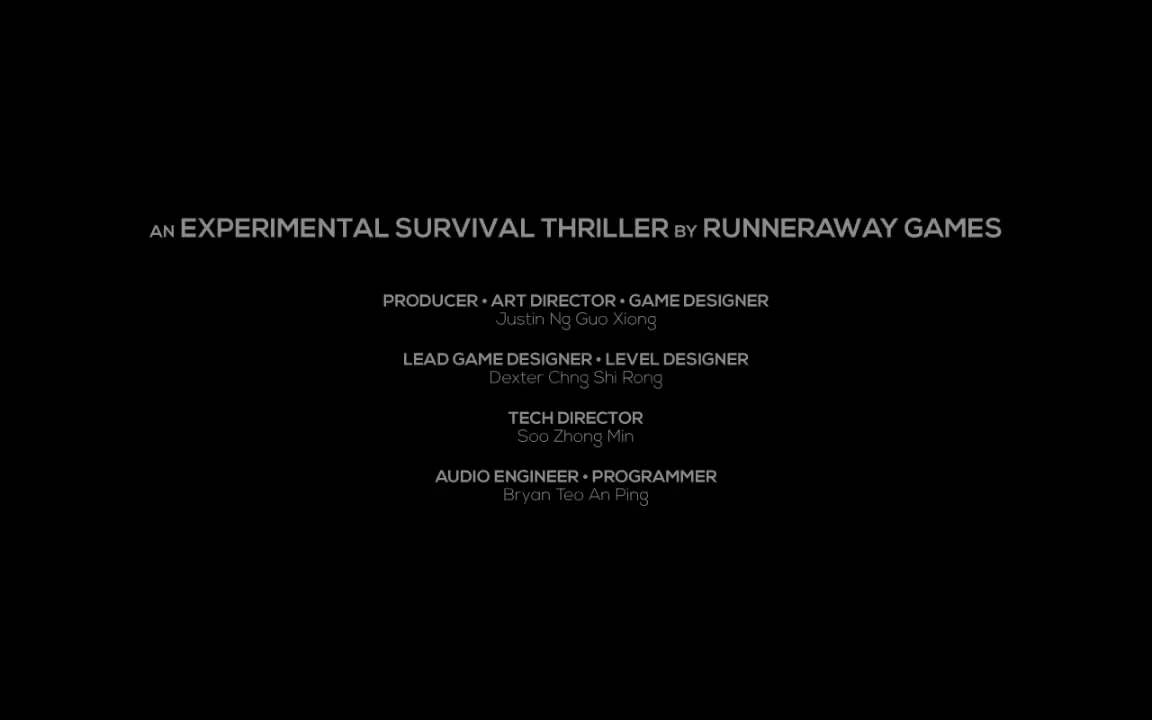 AN EXPERIMENTAL SURVIVAL THRILLER BY RUNNERAWAY GAMES
PRODUCER • ART DIRECTOR • GAME DESIGNER
Justin Ng Guo Xiong
LEAD GAME DESIGNER • LEVEL DESIGNER
Dexter Chng Shi Rong
TECH DIRECTOR
Soo Zhong Min
AUDIO ENGINEER • PROGRAMMER
Bryan Teo An Ping